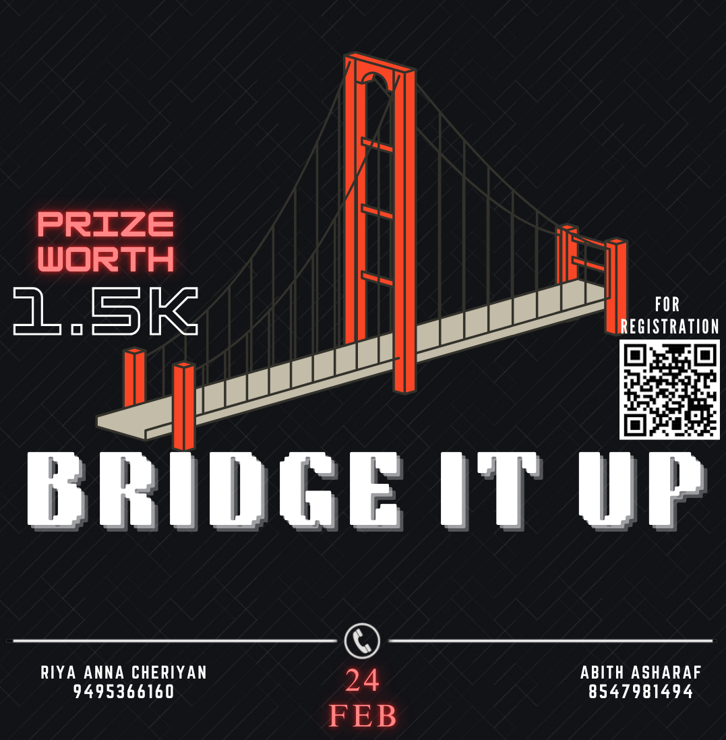 PRIZE
WORTH
1.5K
FOR
REGISTRATION
BRIDGE IT UP
RIYA ANNA CHERIYAN
9495366160
24
FEB
ABITH ASHARAF
8547981494